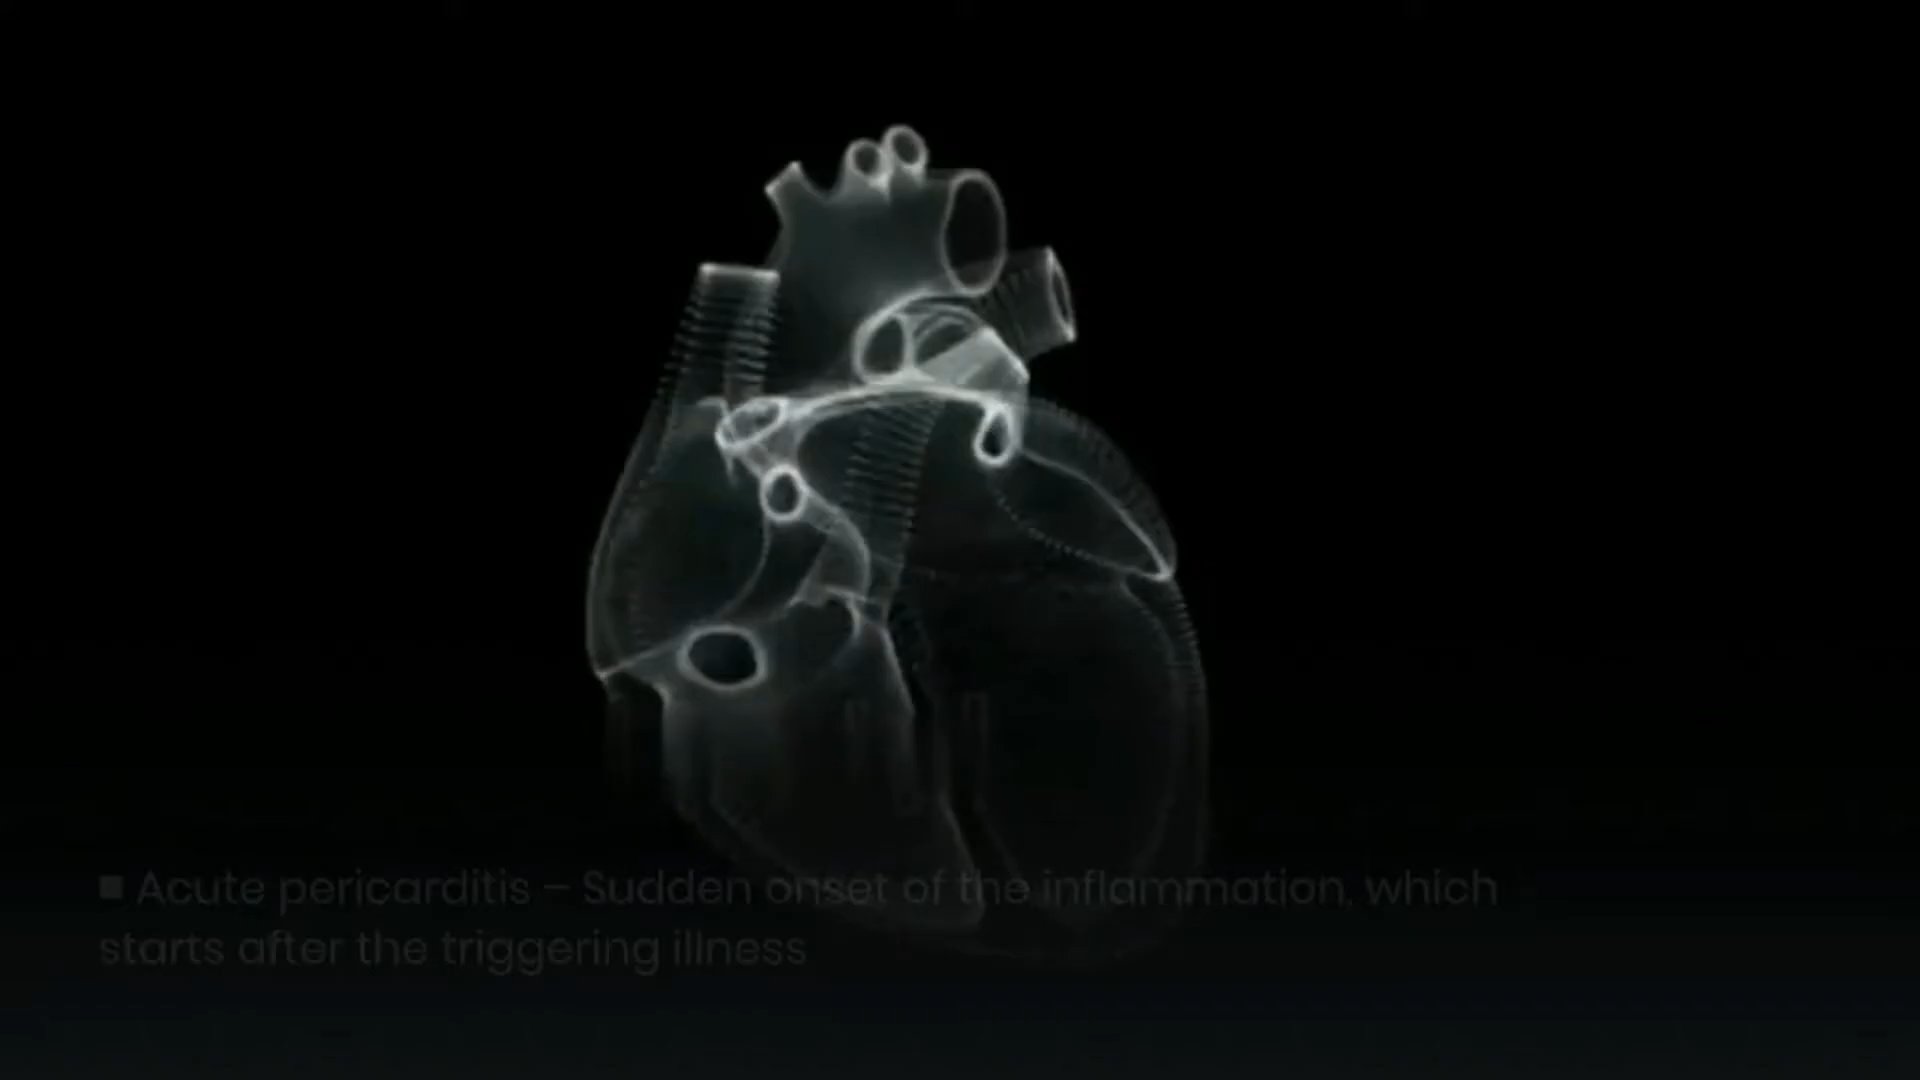 ■ Acute pericarditis – Sudden onset of the inflammation, which
starts after the triggering illness